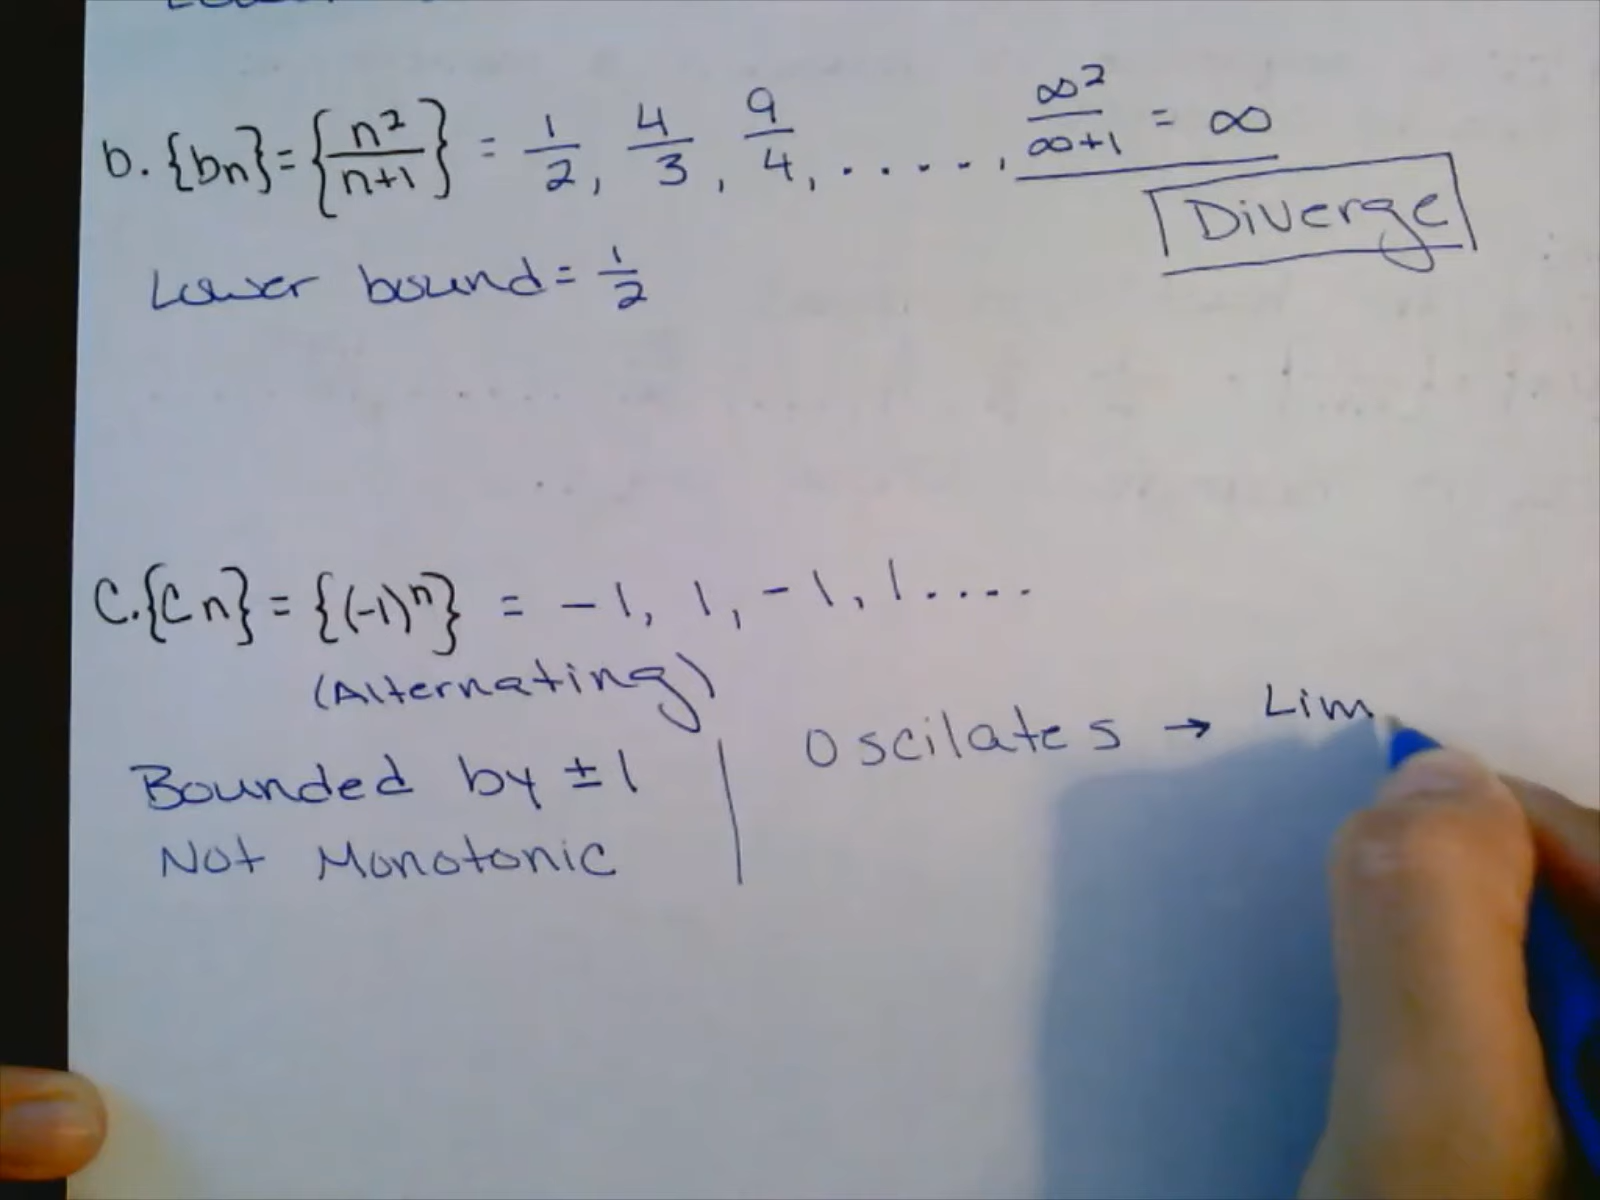 b. {bn} = {n²/(n+1)} = 1/2, 4/3, 9/4, ....., ∞²/(∞+1) = ∞
Diverge
Lower bound = 1/2
C. {Cn} = {(-1)ⁿ} = -1, 1, -1, 1....
(Alternating)
Bounded by ±1
Not Monotonic
Oscilates → Lim